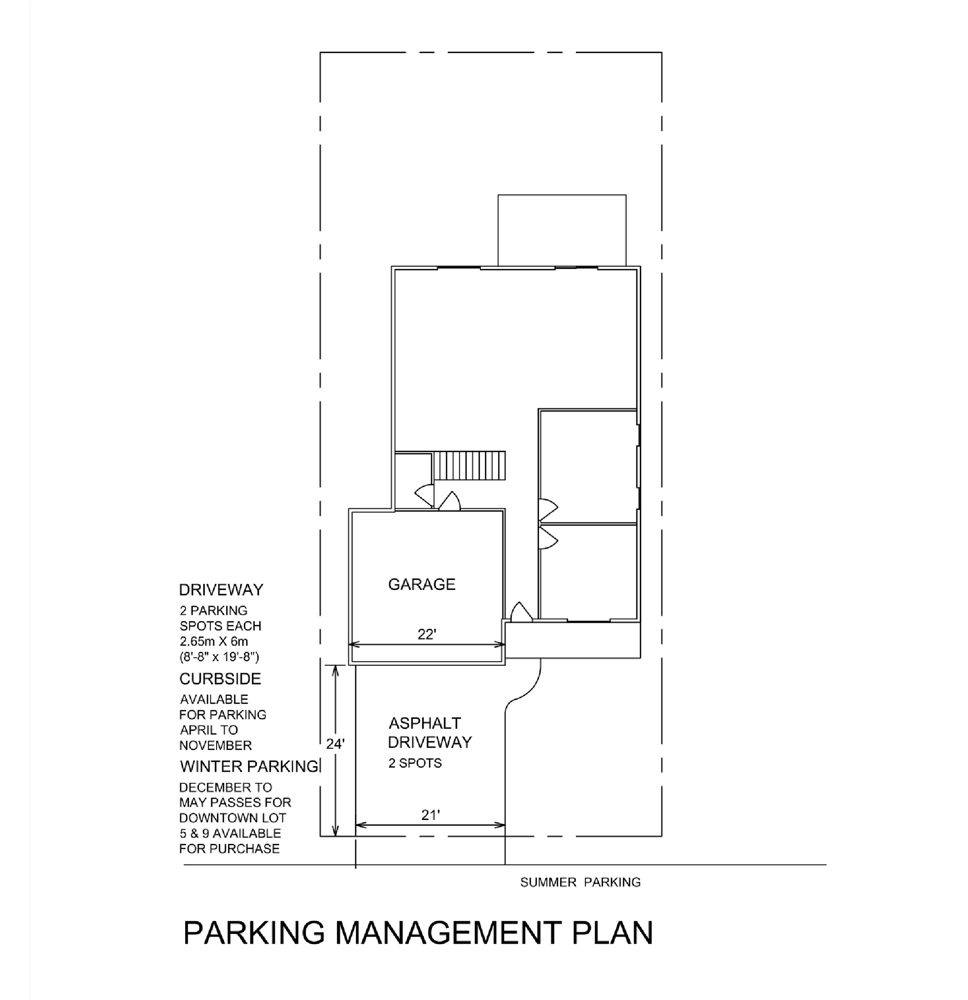 GARAGE
22'
DRIVEWAY
2 PARKING
SPOTS EACH
2.65m X 6m
(8'-8" x 19'-8")
CURBSIDE
AVAILABLE
FOR PARKING
APRIL TO
NOVEMBER
WINTER PARKING
DECEMBER TO
MAY PASSES FOR
DOWNTOWN LOT
5 & 9 AVAILABLE
FOR PURCHASE
24'
ASPHALT
DRIVEWAY
2 SPOTS
21'
SUMMER PARKING
PARKING MANAGEMENT PLAN